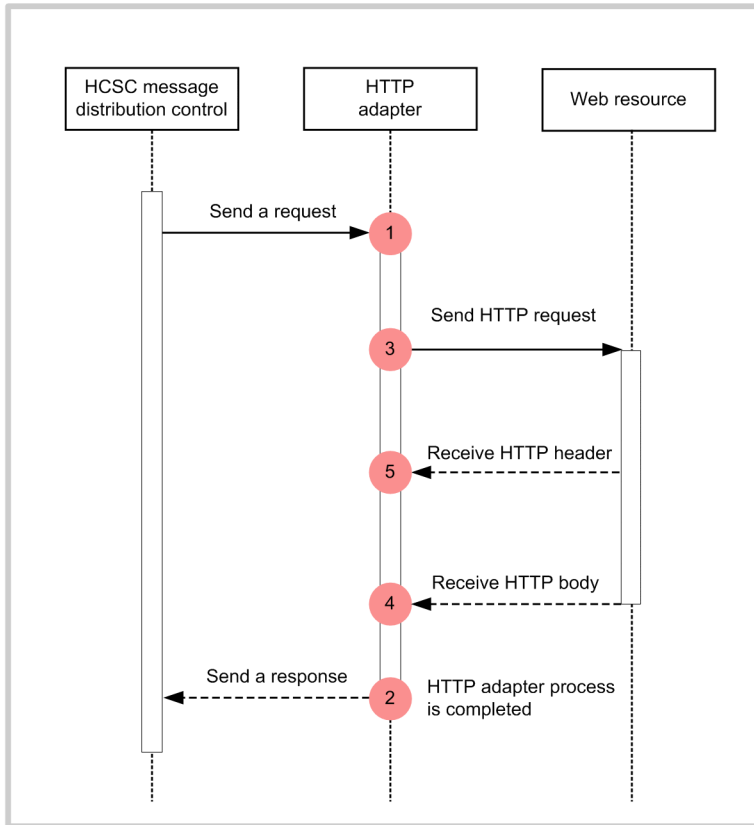 HCSC message
distribution control
HTTP
adapter
Web resource
Send a request
1
Send HTTP request
3
Receive HTTP header
5
Receive HTTP body
4
Send a response
2
HTTP adapter process
is completed